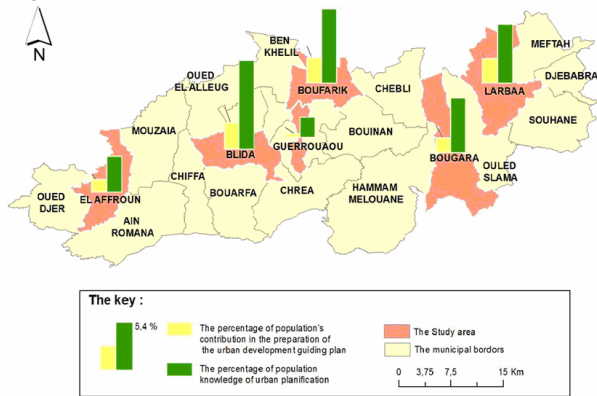 N
BEN
KHELIL
MEFTAH
OUED
EL ALLEUG
BOUFARIK
CHEBLI
LARBAA
DJEBABRA
MOUZAIA
SOUHANE
BLIDA
GUERROUAOU
BOUINAN
BOUGARA
CHIFFA
OULED
SLAMA
OUED
DJER
EL AFFROUN
BOUARFA
CHREA
HAMMAM
MELOUANE
AIN
ROMANA
The key :
5,4 %
The percentage of population's
contribution in the preparation of
the urban development guiding plan
The percentage of population
knowledge of urban planification
The Study area
The municipal bordors
0 3,75 7,5 15 Km